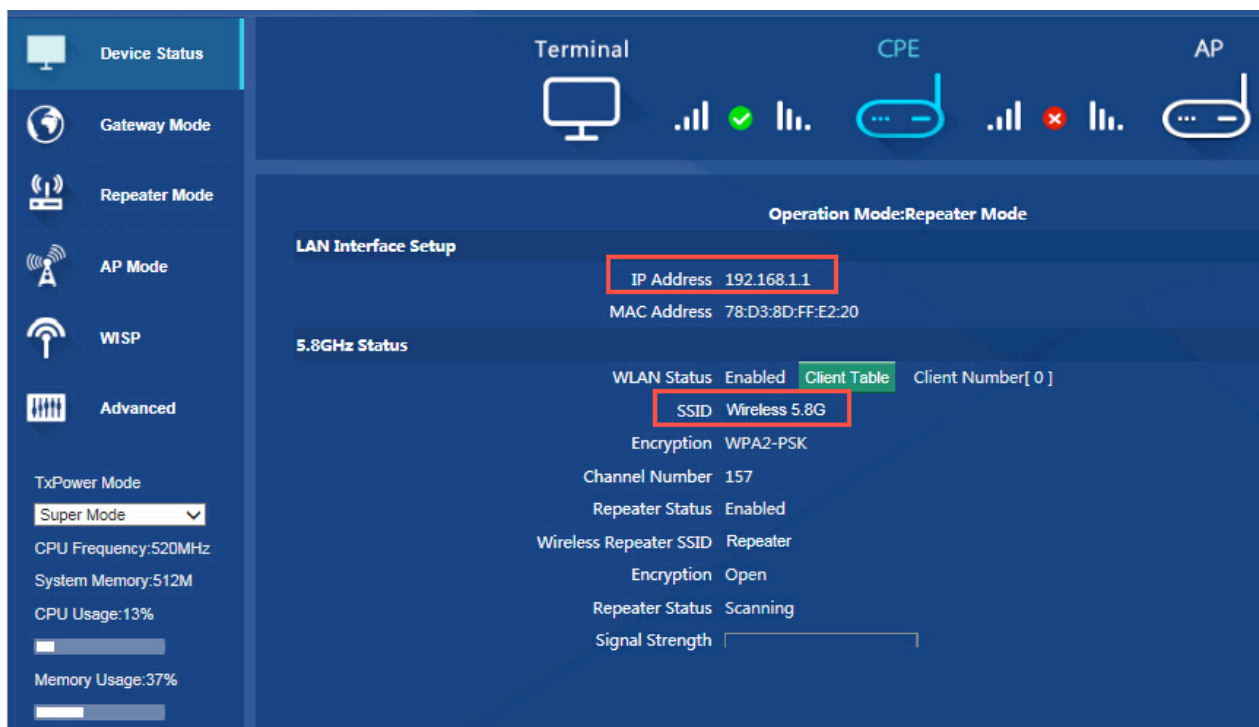 Device Status
Gateway Mode
Repeater Mode
AP Mode
WISP
Advanced
TxPower Mode
Super Mode
CPU Frequency:520MHz
System Memory:512M
CPU Usage:13%
Memory Usage:37%
Terminal
CPE
AP
Operation Mode:Repeater Mode
LAN Interface Setup
IP Address 192.168.1.1
MAC Address 78:D3:8D:FF:E2:20
5.8GHz Status
WLAN Status Enabled Client Table Client Number[ 0 ]
SSID Wireless 5.8G
Encryption WPA2-PSK
Channel Number 157
Repeater Status Enabled
Wireless Repeater SSID Repeater
Encryption Open
Repeater Status Scanning
Signal Strength